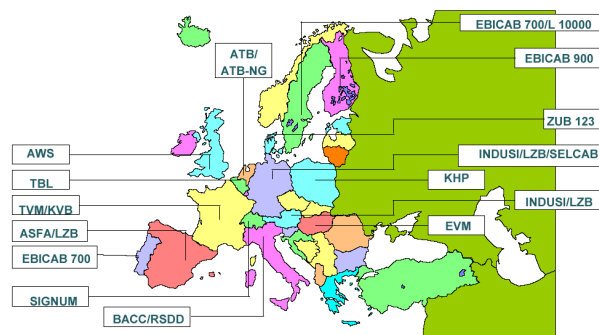 EBICAB 700/L 10000
ATB/
ATB-NG
EBICAB 900
ZUB 123
AWS
INDUSI/LZB/SELCAB
TBL
KHP
TVM/KVB
INDUSI/LZB
ASFA/LZB
EVM
EBICAB 700
SIGNUM
BACC/RSDD